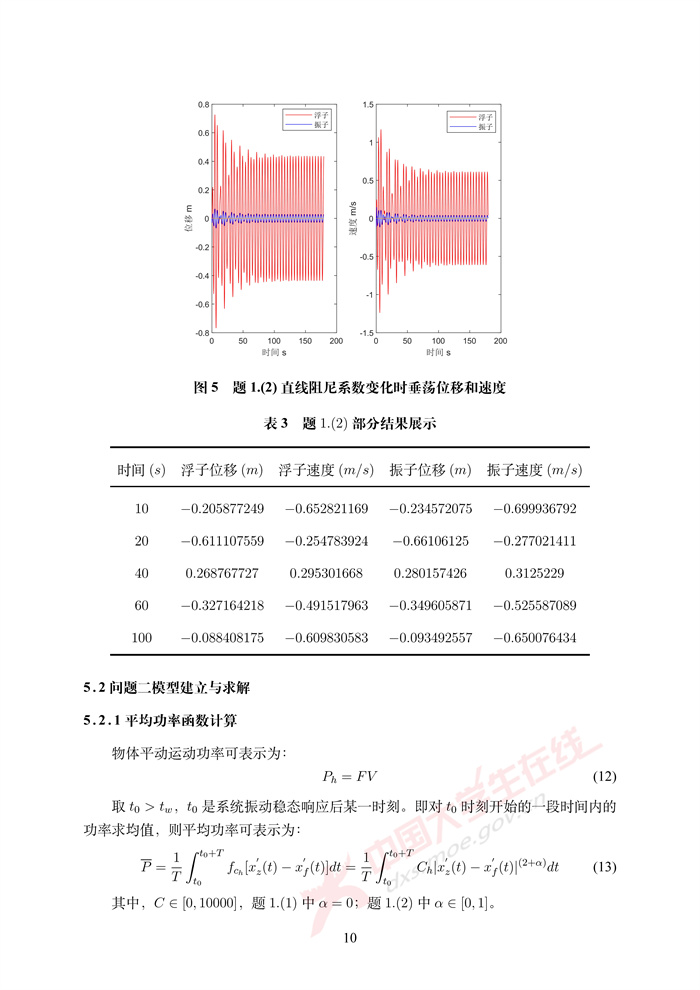 0.8
0.6
0.4
0.2
0
-0.2
-0.4
-0.6
-0.8
0 50 100 150 200
时间 s
位移 m
浮子
振子
1.5
1
0.5
0
-0.5
-1
-1.5
0 50 100 150 200
时间 s
速度 m/s
浮子
振子
图 5 题 1.(2) 直线阻尼系数变化时垂荡位移和速度
表 3 题 1.(2) 部分结果展示
时间 (s) 浮子位移 (m) 浮子速度 (m/s) 振子位移 (m) 振子速度 (m/s)
10 −0.205877249 −0.652821169 −0.234572075 −0.699936792
20 −0.611107559 −0.254783924 −0.66106125 −0.277021411
40 0.268767727 0.295301668 0.280157426 0.3125229
60 −0.327164218 −0.491517963 −0.349605871 −0.525587089
100 −0.088408175 −0.609830583 −0.093492557 −0.650076434
5.2 问题二模型建立与求解
5.2.1 平均功率函数计算
物体平动运动功率可表示为：
P_h = FV (12)
取 t_0 > t_w，t_0 是系统振动稳态响应后某一时刻。即对 t_0 时刻开始的一段时间内的
功率求均值，则平均功率可表示为：
P̅ = 1/T ∫_{t_0}^{t_0+T} f_{c_h}[x_z′(t) − x_f′(t)]dt = 1/T ∫_{t_0}^{t_0+T} C_h|x_z′(t) − x_f′(t)|^{(2+α)}dt (13)
其中，C ∈ [0, 10000]，题 1.(1) 中 α = 0；题 1.(2) 中 α ∈ [0, 1]。
10
中国大学生在线
dxs.moe.gov.cn